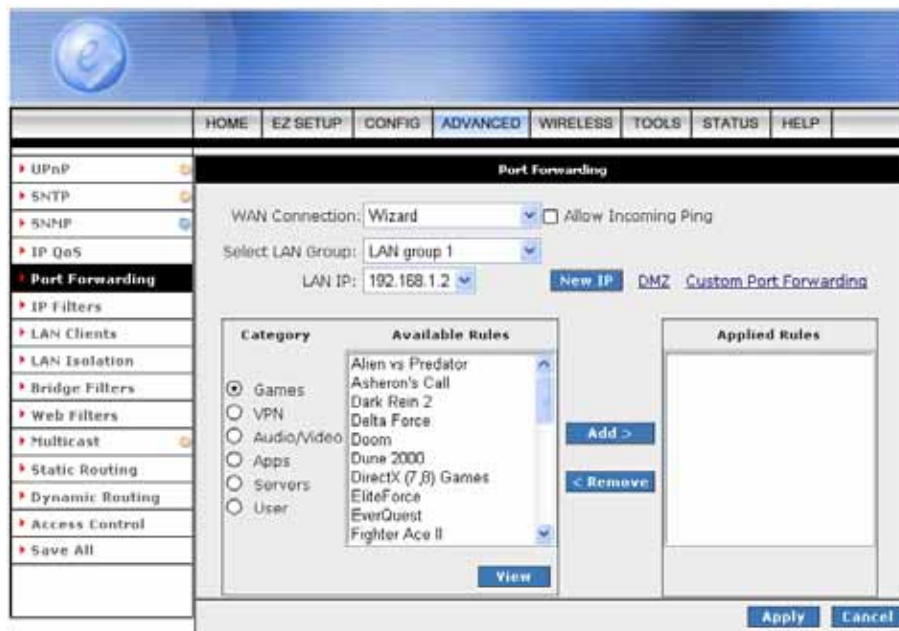 e
HOME EZ SETUP CONFIG ADVANCED WIRELESS TOOLS STATUS HELP
UPnP
SNTP
SNMP
IP QoS
Port Forwarding
IP Filters
LAN Clients
LAN Isolation
Bridge Filters
Web Filters
Multicast
Static Routing
Dynamic Routing
Access Control
Save All
Port Forwarding
WAN Connection: Wizard Allow Incoming Ping
Select LAN Group: LAN group 1
LAN IP: 192.168.1.2 New IP DMZ Custom Port Forwarding
Category
Games
VPN
Audio/Video
Apps
Servers
User
Available Rules
Alien vs Predator
Asheron's Call
Dark Rein 2
Delta Force
Doom
Dune 2000
DirectX (7,8) Games
EliteForce
EverQuest
Fighter Ace II
View
Add >
< Remove
Applied Rules
Apply Cancel